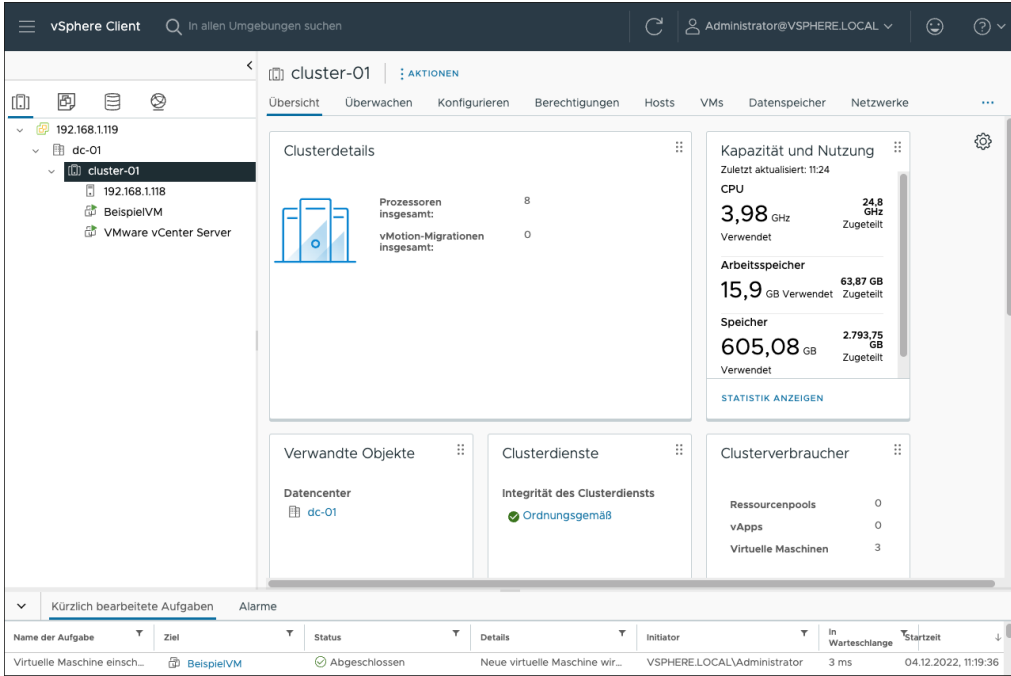 vSphere Client
In allen Umgebungen suchen
Administrator@VSPHERE.LOCAL
cluster-01
AKTIONEN
Übersicht
Überwachen
Konfigurieren
Berechtigungen
Hosts
VMs
Datenspeicher
Netzwerke
192.168.1.119
dc-01
cluster-01
192.168.1.118
BeispielVM
VMware vCenter Server
Clusterdetails
Prozessoren
insgesamt:
8
vMotion-Migrationen
insgesamt:
0
Kapazität und Nutzung
Zuletzt aktualisiert: 11:24
CPU
3,98 GHz
Verwendet
24,8
GHz
Zugeteilt
Arbeitsspeicher
15,9 GB Verwendet
63,87 GB
Zugeteilt
Speicher
605,08 GB
Verwendet
2.793,75
GB
Zugeteilt
STATISTIK ANZEIGEN
Verwandte Objekte
Datencenter
dc-01
Clusterdienste
Integrität des Clusterdiensts
Ordnungsgemäß
Clusterverbraucher
Ressourcenpools 0
vApps 0
Virtuelle Maschinen 3
Kürzlich bearbeitete Aufgaben
Alarme
Name der Aufgabe
Ziel
Status
Details
Initiator
In
Warteschlange
Startzeit
Virtuelle Maschine einsch...
BeispielVM
Abgeschlossen
Neue virtuelle Maschine wir...
VSPHERE.LOCAL\Administrator
3 ms
04.12.2022, 11:19:36